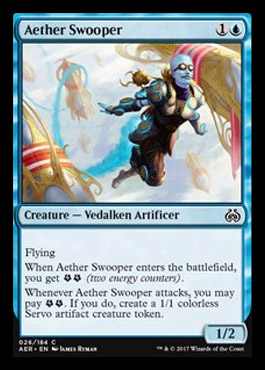 Aether Swooper 1
Creature — Vedalken Artificer
Flying
When Aether Swooper enters the battlefield,
you get (two energy counters).
Whenever Aether Swooper attacks, you may
pay . If you do, create a 1/1 colorless
Servo artifact creature token.
1/2
026/184 C
AER • EN James Ryman
™ & © 2017 Wizards of the Coast